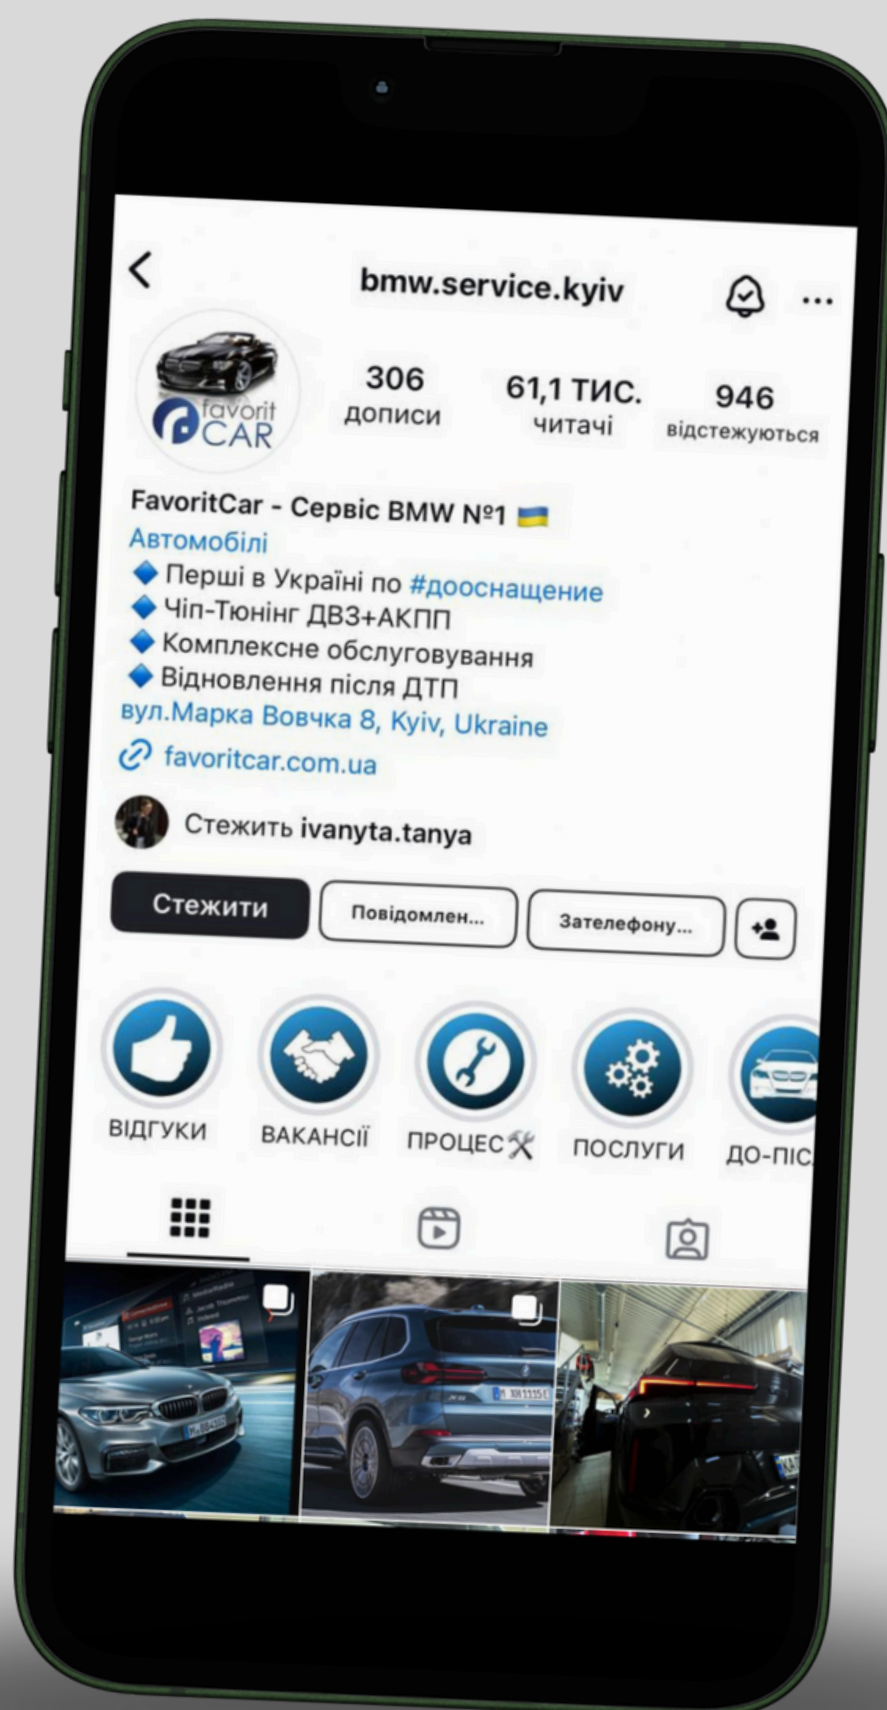 bmw.service.kyiv
306
дописи
61,1 ТИС.
читачі
946
відстежуються
favorit
CAR
FavoritCar - Сервіс BMW №1
Автомобілі
Перші в Україні по #дооснащение
Чіп-Тюнінг ДВЗ+АКПП
Комплексне обслуговування
Відновлення після ДТП
вул.Марка Вовчка 8, Kyiv, Ukraine
favoritcar.com.ua
Стежить ivanyta.tanya
Стежити
Повідомлен...
Зателефону...
ВІДГУКИ
ВАКАНСІЇ
ПРОЦЕС
ПОСЛУГИ
ДО-ПІС